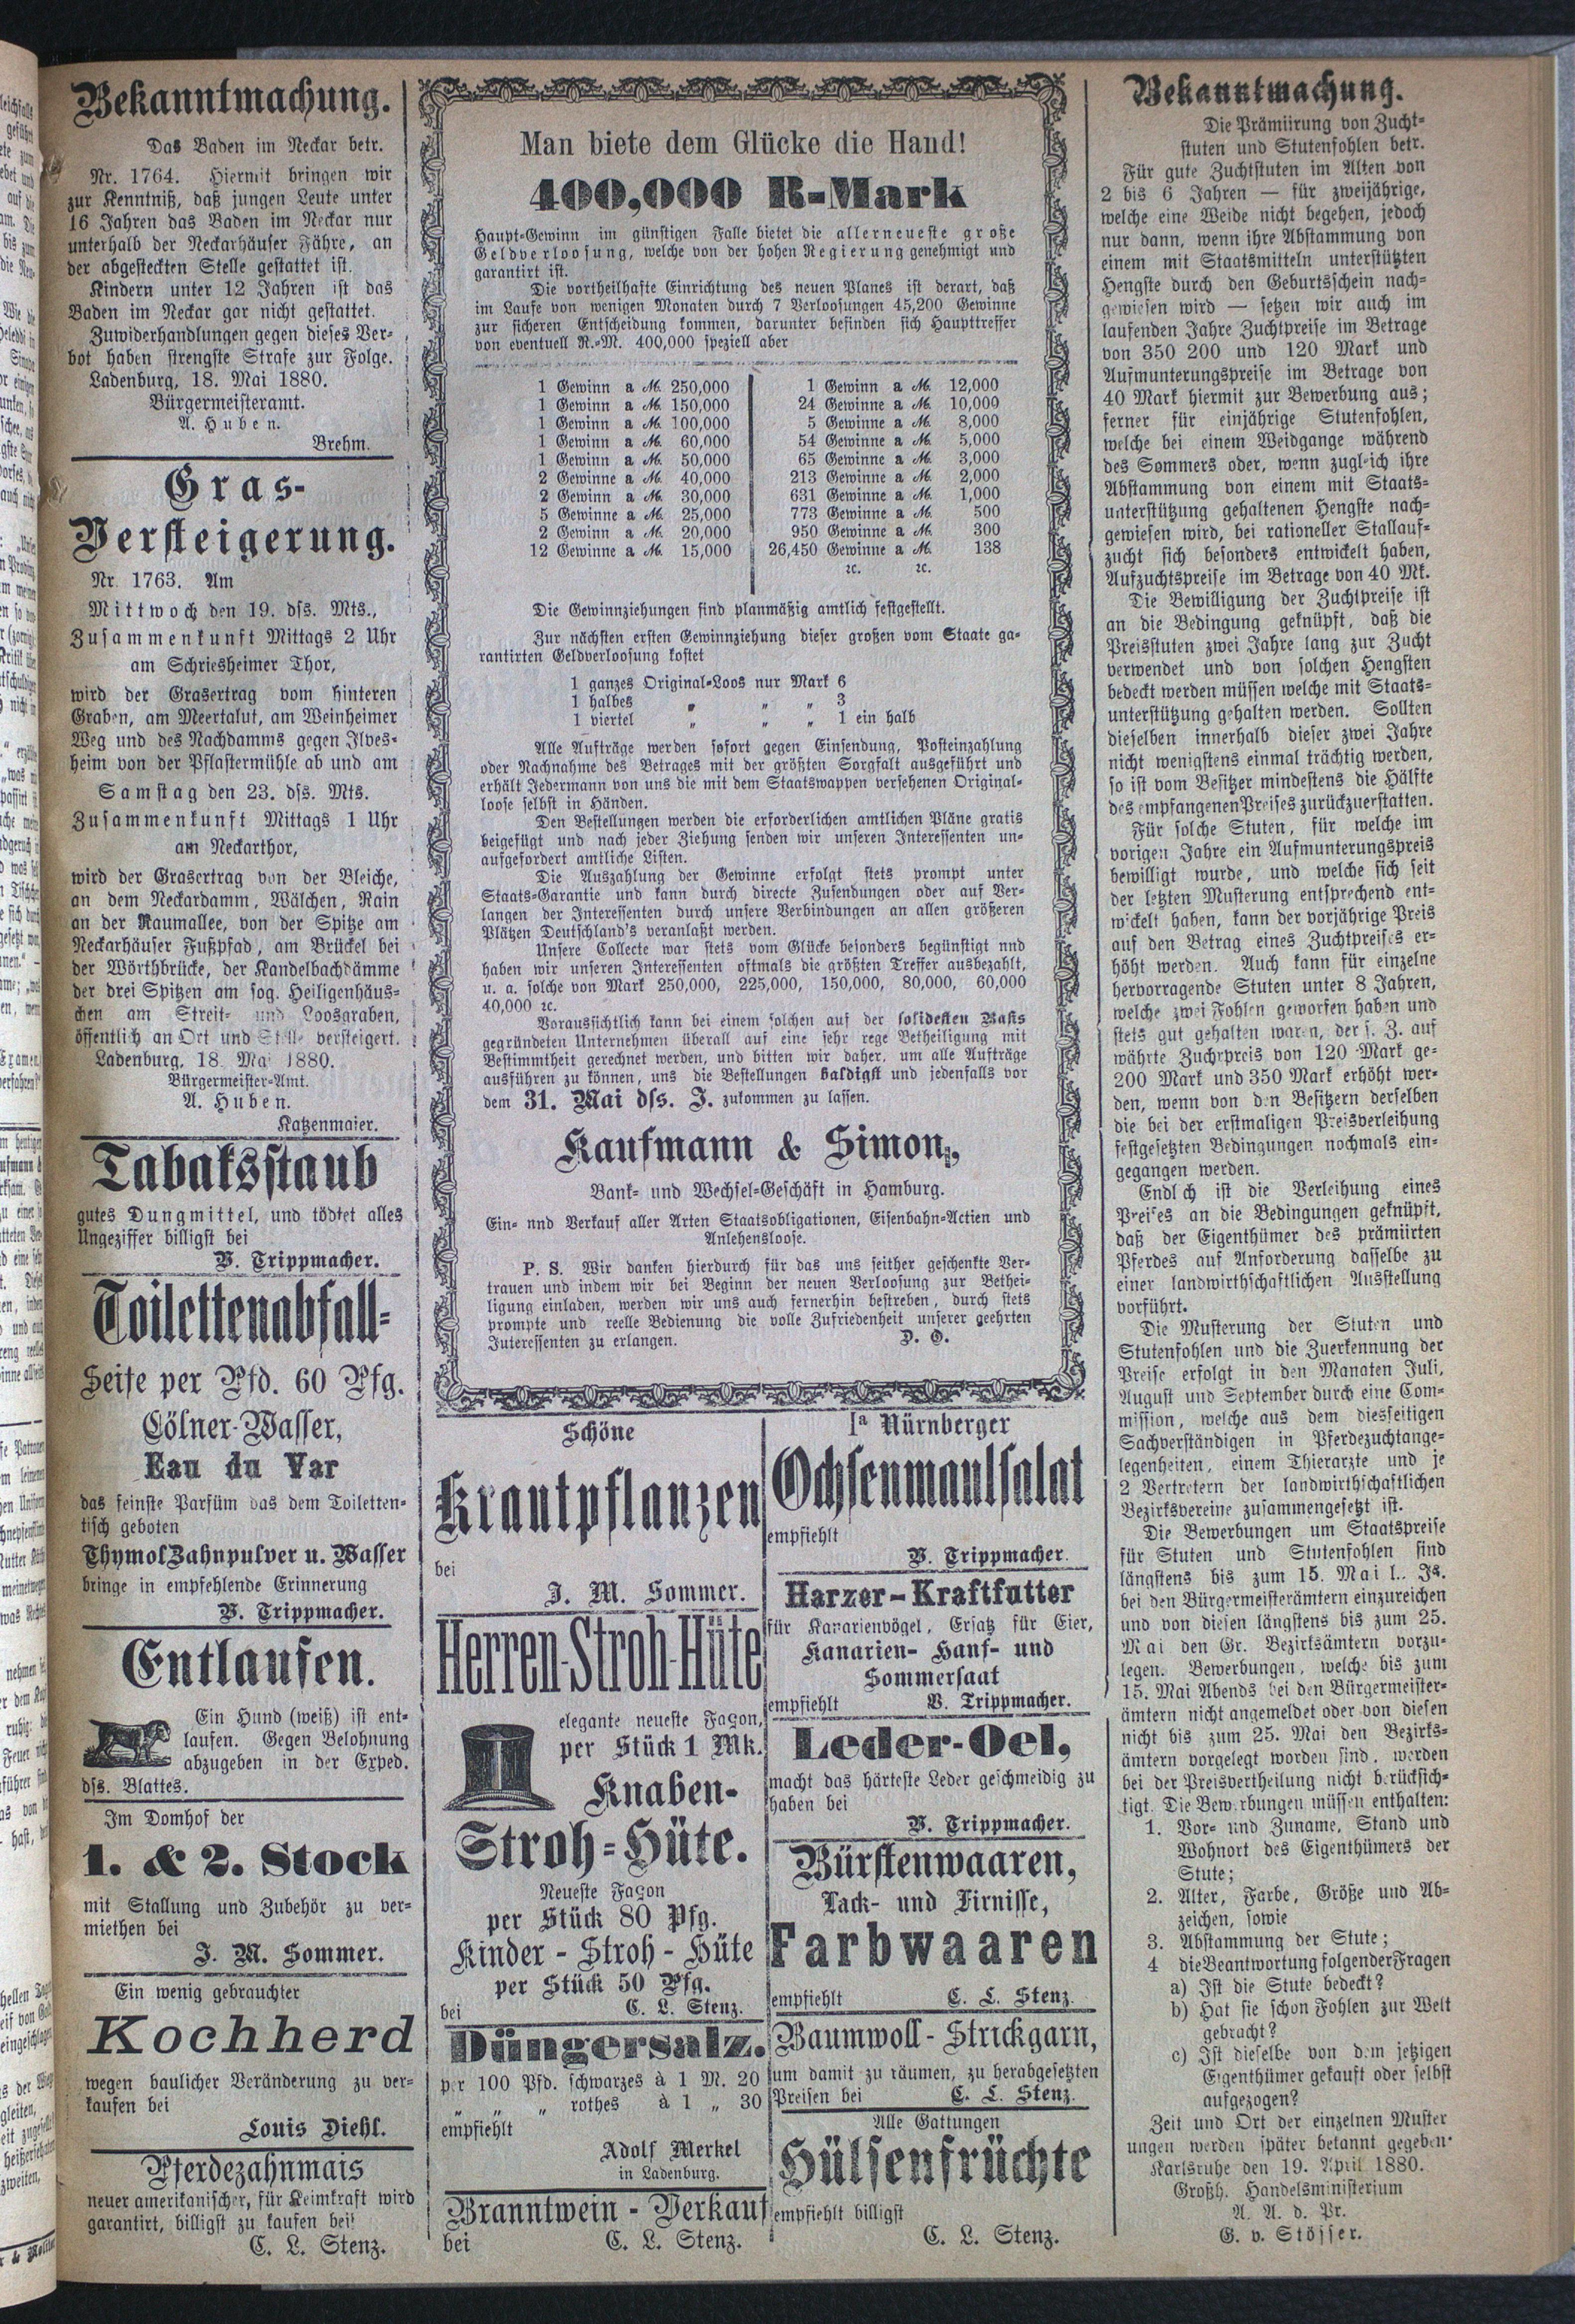 Bekanntmachung.
Das Baden im Neckar betr.
Nr. 1764. Hiermit bringen wir
zur Kenntniß, daß jungen Leute unter
16 Jahren das Baden im Neckar nur
unterhalb der Neckarhäuser Fähre, an
der abgesteckten Stelle gestattet ist.
Kindern unter 12 Jahren ist das
Baden im Neckar gar nicht gestattet.
Zuwiderhandlungen gegen dieses Ver-
bot haben strengste Strafe zur Folge.
Ladenburg, 18. Mai 1880.
Bürgermeisteramt.
A. Huben.
Brehm.
Gras-
Versteigerung.
Nr. 1763. Am
Mittwoch den 19. dss. Mts.,
Zusammenkunft Mittags 2 Uhr
am Schriesheimer Thor,
wird der Grasertrag vom hinteren
Graben, am Meertalut, am Weinheimer
Weg und des Nachdamms gegen Ilves-
heim von der Pflastermühle ab und am
Samstag den 23. dss. Mts.
Zusammenkunft Mittags 1 Uhr
am Neckarthor,
wird der Grasertrag von der Bleiche,
an dem Neckardamm, Wälchen, Rain
an der Raumallee, von der Spitze am
Neckarhäuser Fußpfad, am Brückel bei
der Wörthbrücke, der Kandelbachdämme
der drei Spitzen am sog. Heiligenhäus-
chen am Streit- und Loosgraben,
öffentlich an Ort und Stelle versteigert.
Ladenburg, 18. Mai 1880.
Bürgermeister-Amt.
A. Huben.
Katzenmaier.
Tabaksstaub
gutes Dungmittel, und tödtet alles
Ungeziffer billigst bei
B. Trippmacher.
Toilettenabfall-
Seife per Pfd. 60 Pfg.
Cölner-Wasser,
Eau du Var
das feinste Parfüm das dem Toiletten-
tisch geboten
Thymol Zahnpulver u. Wasser
bringe in empfehlende Erinnerung
B. Trippmacher.
Entlaufen.
Ein Hund (weiß) ist ent-
laufen. Gegen Belohnung
abzugeben in der Exped.
dss. Blattes.
Im Domhof der
1. & 2. Stock
mit Stallung und Zubehör zu ver-
miethen bei
J. M. Sommer.
Ein wenig gebrauchter
Kochherd
wegen baulicher Veränderung zu ver-
kaufen bei
Louis Diehl.
Pferdezahnmais
neuer amerikanischer, für Keimkraft wird
garantirt, billigst zu kaufen bei!
C. L. Stenz.
Man biete dem Glücke die Hand!
400,000 R-Mark
Haupt-Gewinn im günstigen Falle bietet die allerneueste große
Geldverloosung, welche von der hohen Regierung genehmigt und
garantirt ist.
Die vortheilhafte Einrichtung des neuen Planes ist derart, daß
im Laufe von wenigen Monaten durch 7 Verloosungen 45,200 Gewinne
zur sicheren Entscheidung kommen, darunter befinden sich Haupttreffer
von eventuell R.-M. 400,000 speziell aber
1 Gewinn a M. 250,000
1 Gewinn a M. 150,000
1 Gewinn a M. 100,000
1 Gewinn a M. 60,000
1 Gewinn a M. 50,000
2 Gewinne a M. 40,000
2 Gewinn a M. 30,000
5 Gewinne a M. 25,000
2 Gewinn a M. 20,000
12 Gewinne a M. 15,000
1 Gewinn a M. 12,000
24 Gewinne a M. 10,000
5 Gewinne a M. 8,000
54 Gewinne a M. 5,000
65 Gewinne a M. 3,000
213 Gewinne a M. 2,000
631 Gewinne a M. 1,000
773 Gewinne a M. 500
950 Gewinne a M. 300
26,450 Gewinne a M. 138
ꝛc. ꝛc.
Die Gewinnziehungen sind planmäßig amtlich festgestellt.
Zur nächsten ersten Gewinnziehung dieser großen vom Staate ga-
rantirten Geldverloosung kostet
1 ganzes Original-Loos nur Mark 6
1 halbes „ „ „ 3
1 viertel „ „ „ 1 ein halb
Alle Aufträge werden sofort gegen Einsendung, Posteinzahlung
oder Nachnahme des Betrages mit der größten Sorgfalt ausgeführt und
erhält Jedermann von uns die mit dem Staatswappen versehenen Original-
loose selbst in Händen.
Den Bestellungen werden die erforderlichen amtlichen Pläne gratis
beigefügt und nach jeder Ziehung senden wir unseren Interessenten un-
aufgefordert amtliche Listen.
Die Auszahlung der Gewinne erfolgt stets prompt unter
Staats-Garantie und kann durch directe Zusendungen oder auf Ver-
langen der Interessenten durch unsere Verbindungen an allen größeren
Plätzen Deutschland's veranlaßt werden.
Unsere Collecte war stets vom Glücke besonders begünstigt nnd
haben wir unseren Interessenten oftmals die größten Treffer ausbezahlt,
u. a. solche von Mark 250,000, 225,000, 150,000, 80,000, 60,000
40,000 ꝛc.
Voraussichtlich kann bei einem solchen auf der solidesten Basis
gegründeten Unternehmen überall auf eine sehr rege Betheiligung mit
Bestimmtheit gerechnet werden, und bitten wir daher, um alle Aufträge
ausführen zu können, uns die Bestellungen baldigst und jedenfalls vor
dem 31. Mai dss. J. zukommen zu lassen.
Kaufmann & Simon,
Bank- und Wechsel-Geschäft in Hamburg.
Ein- nnd Verkauf aller Arten Staatsobligationen, Eisenbahn-Actien und
Anlehensloose.
P. S. Wir danken hierdurch für das uns seither geschenkte Ver-
trauen und indem wir bei Beginn der neuen Verloosung zur Bethei-
ligung einladen, werden wir uns auch fernerhin bestreben, durch stets
prompte und reelle Bedienung die volle Zufriedenheit unserer geehrten
Interessenten zu erlangen. D. O.
Schöne
Krautpflanzen
bei
J. M. Sommer.
Herren-Stroh-Hüte
elegante neueste Façon,
per Stück 1 Mk.
Knaben-
Stroh-Hüte.
Neueste Façon
per Stück 80 Pfg.
Kinder-Stroh-Hüte
per Stück 50 Pfg.
bei C. L. Stenz.
Düngersalz.
per 100 Pfd. schwarzes à 1 M. 20
„ „ „ rothes à 1 „ 30
empfiehlt
Adolf Merkel
in Ladenburg.
Branntwein-Verkauf
bei C. L. Stenz.
Ia Nürnberger
Ochsenmaulsalat
empfiehlt
B. Trippmacher.
Harzer-Kraftfutter
für Kanarienvögel, Ersatz für Eier,
Kanarien- Hanf- und
Sommersaat
empfiehlt B. Trippmacher.
Leder-Oel,
macht das härteste Leder geschmeidig zu
haben bei
B. Trippmacher.
Bürstenwaaren,
Lack- und Firnisse,
Farbwaaren
empfiehlt C. L. Stenz.
Baumwoll-Strickgarn,
um damit zu räumen, zu herabgesetzten
Preisen bei C. L. Stenz.
Alle Gattungen
Hülsenfrüchte
empfiehlt billigst
C. L. Stenz.
Bekanntmachung.
Die Prämiirung von Zucht-
stuten und Stutenfohlen betr.
Für gute Zuchtstuten im Alten von
2 bis 6 Jahren — für zweijährige,
welche eine Weide nicht begehen, jedoch
nur dann, wenn ihre Abstammung von
einem mit Staatsmitteln unterstützten
Hengste durch den Geburtsschein nach-
gewiesen wird — setzen wir auch im
laufenden Jahre Zuchtpreise im Betrage
von 350 200 und 120 Mark und
Aufmunterungspreise im Betrage von
40 Mark hiermit zur Bewerbung aus;
ferner für einjährige Stutenfohlen,
welche bei einem Weidgange während
des Sommers oder, wenn zugleich ihre
Abstammung von einem mit Staats-
unterstützung gehaltenen Hengste nach-
gewiesen wird, bei rationeller Stallauf-
zucht sich besonders entwickelt haben,
Aufzuchtspreise im Betrage von 40 Mk.
Die Bewilligung der Zuchtpreise ist
an die Bedingung geknüpft, daß die
Preisstuten zwei Jahre lang zur Zucht
verwendet und von solchen Hengsten
bedeckt werden müssen welche mit Staats-
unterstützung gehalten werden. Sollten
dieselben innerhalb dieser zwei Jahre
nicht wenigstens einmal trächtig werden,
so ist vom Besitzer mindestens die Hälfte
des empfangenen Preises zurückzuerstatten.
Für solche Stuten, für welche im
vorigen Jahre ein Aufmunterungspreis
bewilligt wurde, und welche sich seit
der letzten Musterung entsprechend ent-
wickelt haben, kann der vorjährige Preis
auf den Betrag eines Zuchtpreises er-
höht werden. Auch kann für einzelne
hervorragende Stuten unter 8 Jahren,
welche zwei Fohlen geworfen haben und
stets gut gehalten waren, der s. Z. auf
währte Zuchtpreis von 120 Mark ge-
200 Mark und 350 Mark erhöht wer-
den, wenn von den Besitzern derselben
die bei der erstmaligen Preisverleihung
festgesetzten Bedingungen nochmals ein-
gegangen werden.
Endlich ist die Verleihung eines
Preises an die Bedingungen geknüpft,
daß der Eigenthümer des prämiirten
Pferdes auf Anforderung dasselbe zu
einer landwirthschaftlichen Ausstellung
vorführt.
Die Musterung der Stuten und
Stutenfohlen und die Zuerkennung der
Preise erfolgt in den Manaten Juli,
August und September durch eine Com-
mission, welche aus dem diesseitigen
Sachverständigen in Pferdezuchtange-
legenheiten, einem Thierarzte und je
2 Vertretern der landwirthschaftlichen
Bezirksvereine zusammengesetzt ist.
Die Bewerbungen um Staatspreise
für Stuten und Stutenfohlen sind
längstens bis zum 15. Mai l. Js.
bei den Bürgermeisterämtern einzureichen
und von diesen längstens bis zum 25.
Mai den Gr. Bezirksämtern vorzu-
legen. Bewerbungen, welche bis zum
15. Mai Abends bei den Bürgermeister-
ämtern nicht angemeldet oder von diesen
nicht bis zum 25. Mai den Bezirks-
ämtern vorgelegt worden sind, werden
bei der Preisvertheilung nicht berücksich-
tigt. Die Bewerbungen müssen enthalten:
1. Vor- und Zuname, Stand und
Wohnort des Eigenthümers der
Stute;
2. Alter, Farbe, Größe und Ab-
zeichen, sowie
3. Abstammung der Stute;
4 die Beantwortung folgender Fragen
a) Ist die Stute bedeckt?
b) Hat sie schon Fohlen zur Welt
gebracht?
c) Ist dieselbe von dem jetzigen
Eigenthümer gekauft oder selbst
aufgezogen?
Zeit und Ort der einzelnen Muster
ungen werden später bekannt gegeben.
Karlsruhe den 19. April 1880.
Großh. Handelsministerium
A. A. d. Pr.
G. v. Stösser.